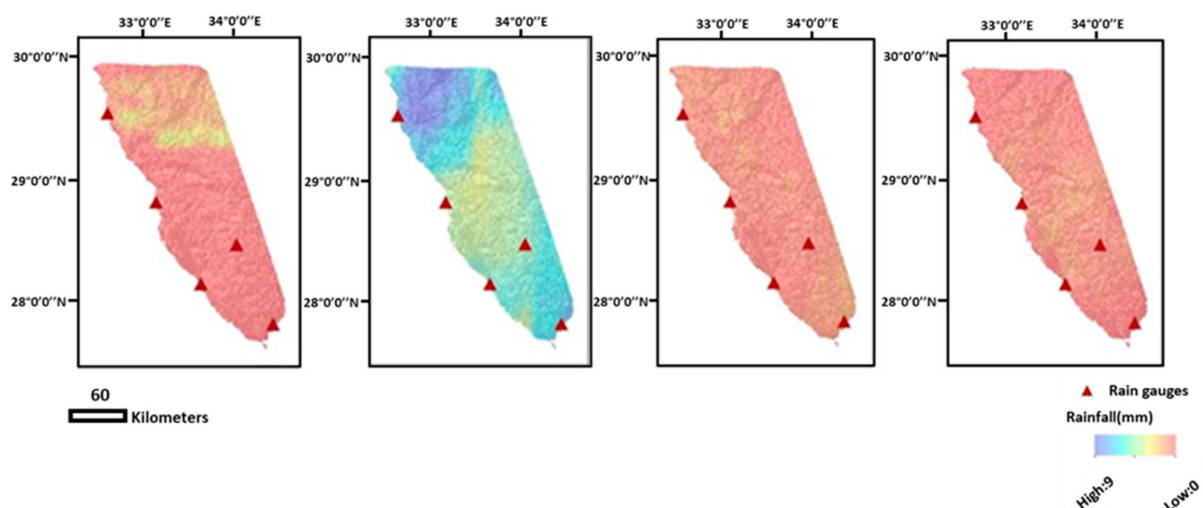 33°0'0"E 34°0'0"E 33°0'0"E 34°0'0"E 33°0'0"E 34°0'0"E 33°0'0"E 34°0'0"E
30°0'0"N 30°0'0"N 30°0'0"N 30°0'0"N
29°0'0"N 29°0'0"N 29°0'0"N 29°0'0"N
28°0'0"N 28°0'0"N 28°0'0"N 28°0'0"N
60
Kilometers
Rain gauges
Rainfall(mm)
High:9 Low:0